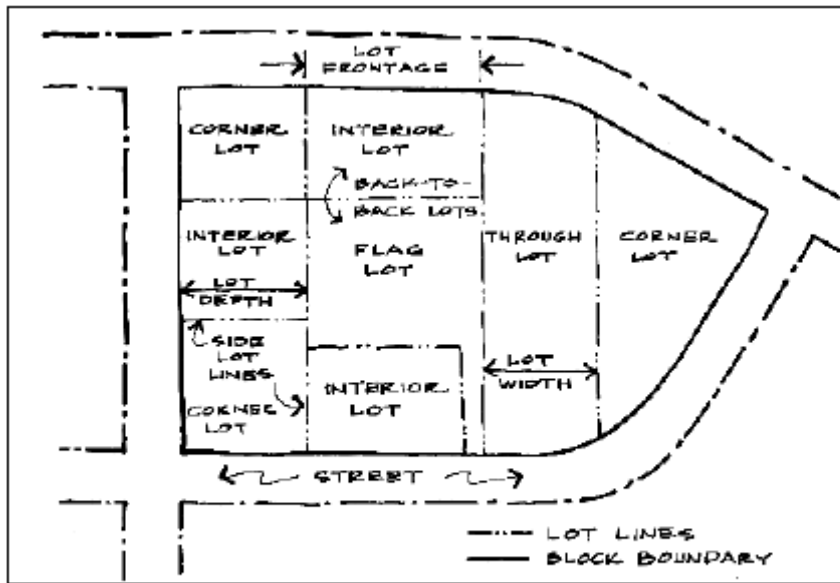 LOT
FRONTAGE
CORNER
LOT
INTERIOR
LOT
BACK-TO-
BACK LOTS
INTERIOR
LOT
FLAG
LOT
THROUGH
LOT
CORNER
LOT
LOT
DEPTH
SIDE
LOT
LINES
LOT
WIDTH
CORNER
LOT
INTERIOR
LOT
STREET
LOT LINES
BLOCK BOUNDARY